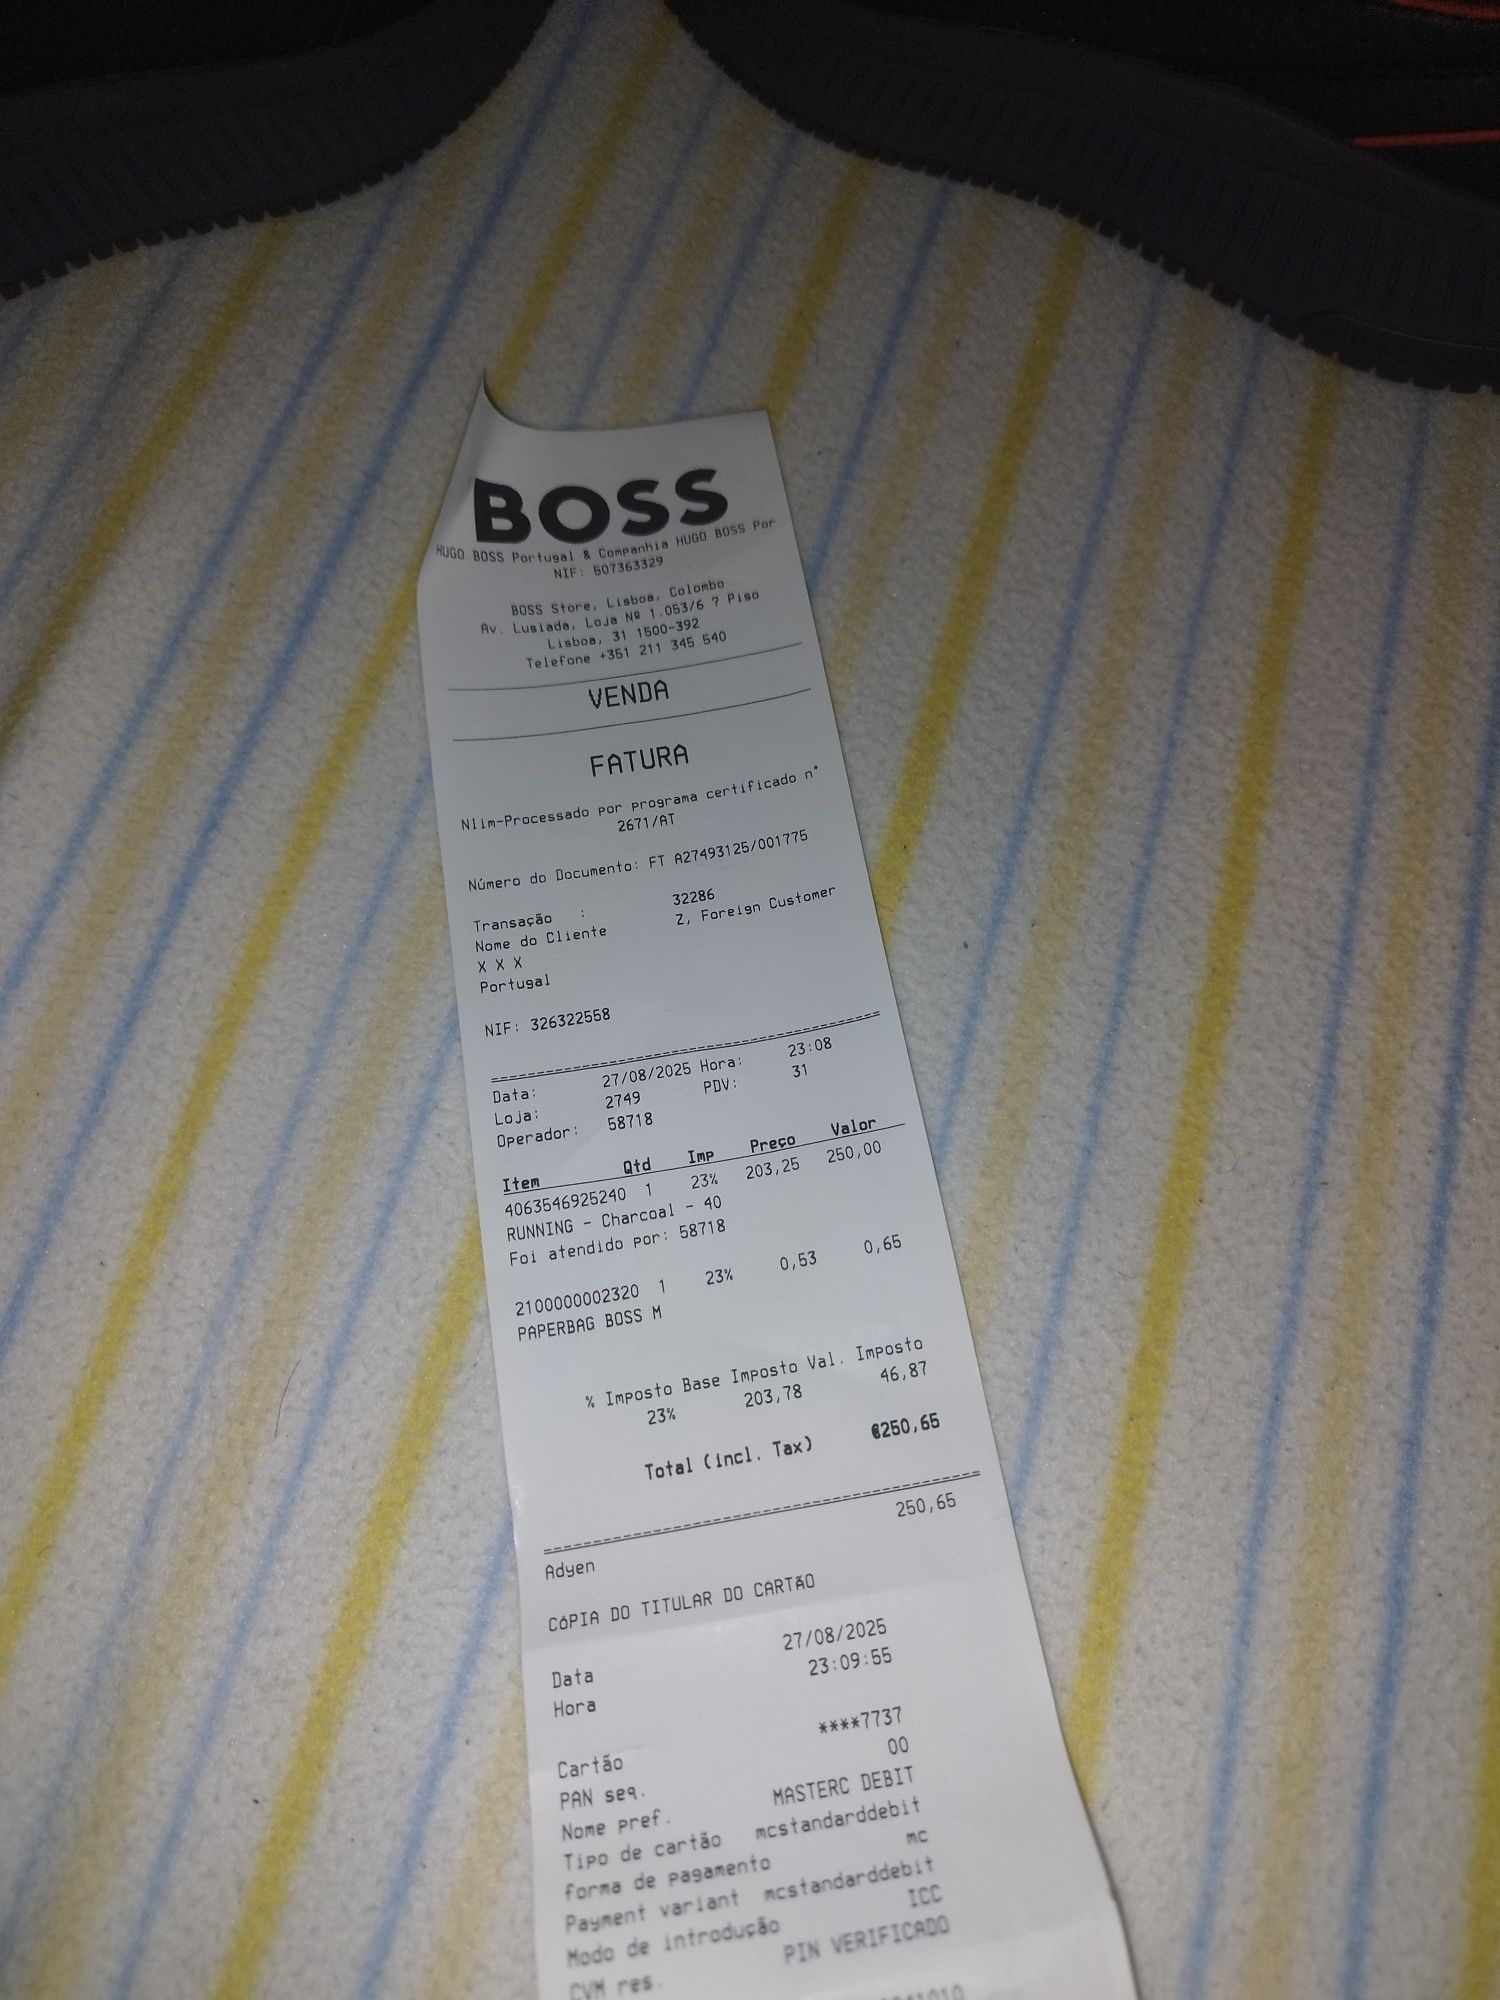 BOSS
HUGO BOSS Portugal & Companhia HUGO BOSS Por
NIF: 507363329
BOSS Store, Lisboa, Colombo
Av. Lusiada, Loja Nº 1.053/6 ? Piso
Lisboa, 31 1500-392
Telefone +351 211 345 540
VENDA
FATURA
Nlim-Processado por programa certificado n°
2671/AT
Número do Documento: FT A27493125/001775
Transação : 32286
Nome do Cliente Z, Foreign Customer
X X X
Portugal
NIF: 326322558
Data: 27/08/2025 Hora: 23:08
Loja: 2749 PDV: 31
Operador: 58718
Item Qtd Imp Preço Valor
4063546925240 1 23% 203,25 250,00
RUNNING - Charcoal - 40
Foi atendido por: 58718
2100000002320 1 23% 0,53 0,65
PAPERBAG BOSS M
% Imposto Base Imposto Val. Imposto
23% 203,78 46,87
Total (incl. Tax) €250,65
Adyen 250,65
CÓPIA DO TITULAR DO CARTÃO
Data 27/08/2025
Hora 23:09:55
Cartão ****7737
PAN seq. 00
Nome pref. MASTERC DEBIT
Tipo de cartão mcstandarddebit
forma de pagamento mc
Payment variant mcstandarddebit
Modo de introdução ICC
CVM res. PIN VERIFICADO